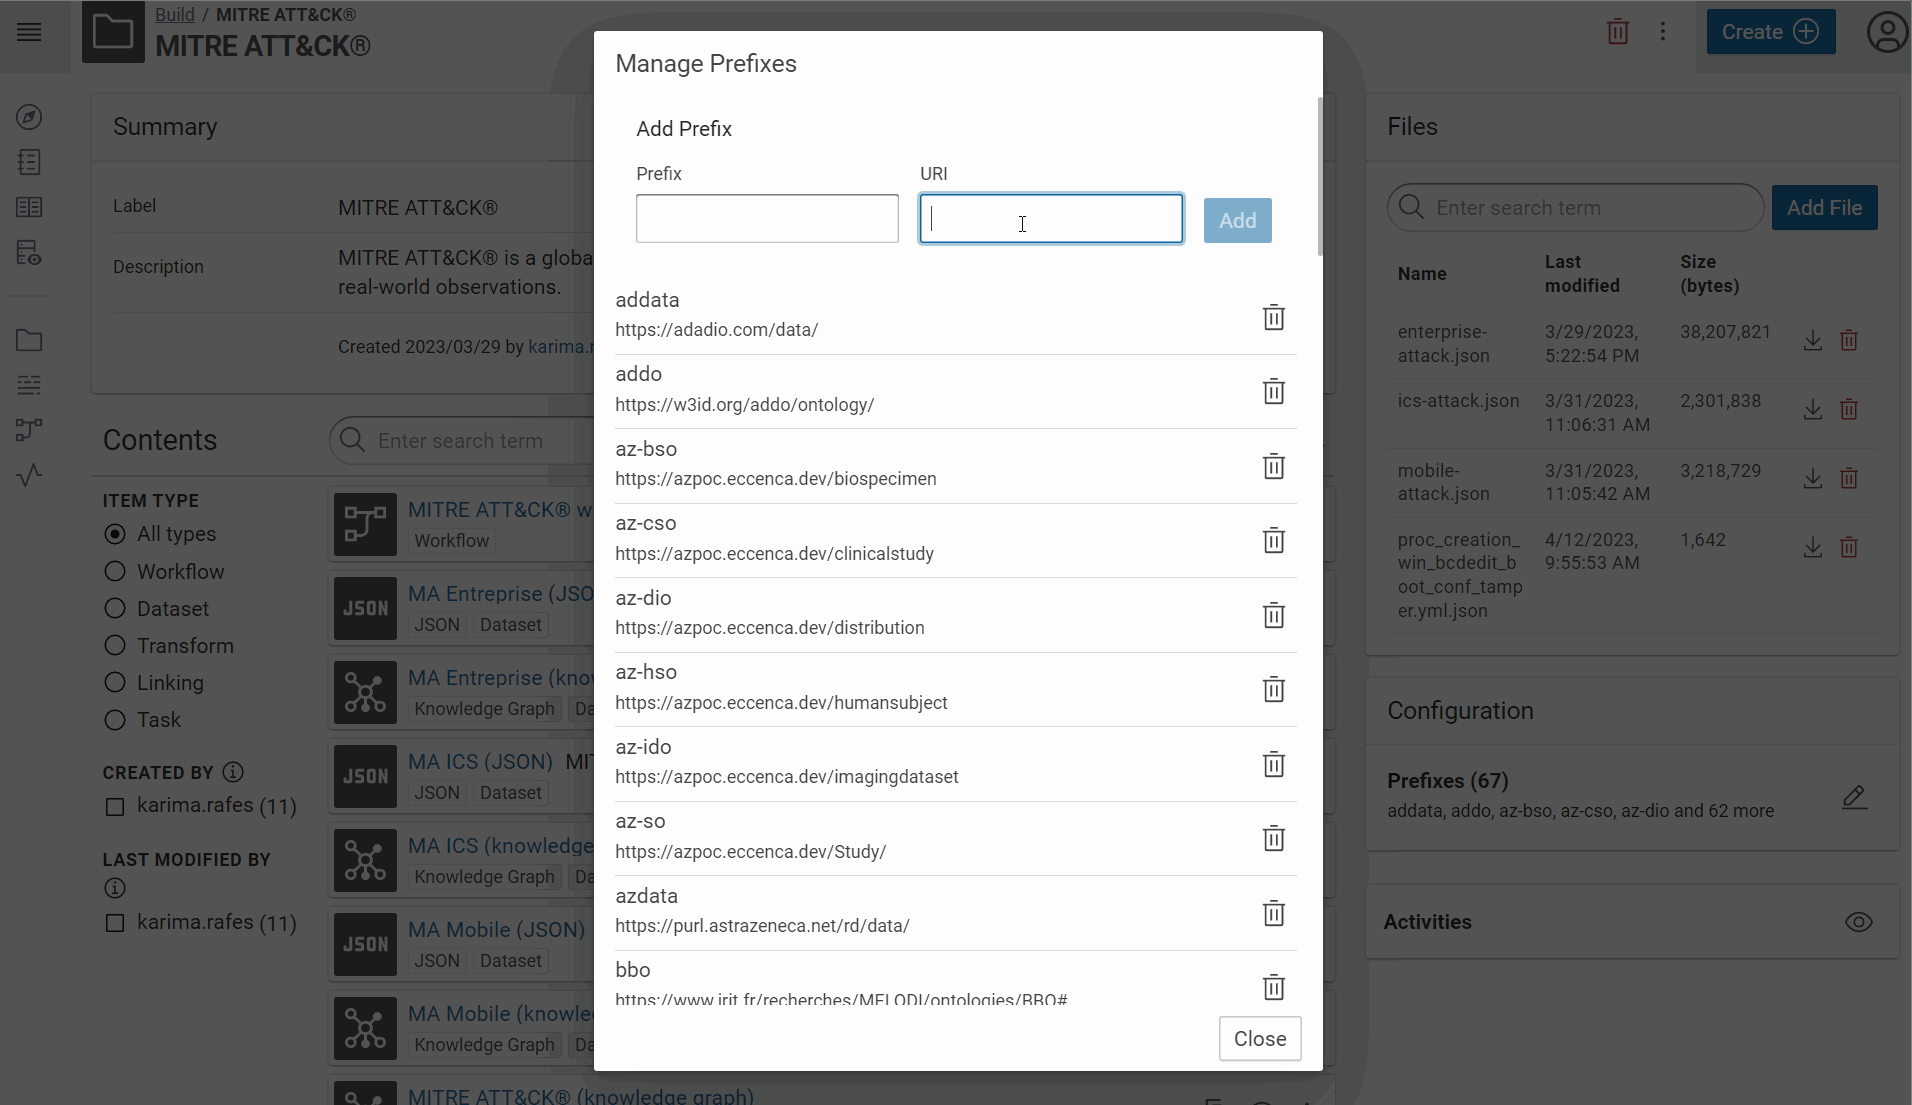 Build / MITRE ATT&CK®
MITRE ATT&CK®
Create
Summary
Label
MITRE ATT&CK®
Description
MITRE ATT&CK® is a globa
real-world observations.
Created 2023/03/29 by karima.r
Contents
Enter search term
ITEM TYPE
All types
Workflow
Dataset
Transform
Linking
Task
CREATED BY
karima.rafes (11)
LAST MODIFIED BY
karima.rafes (11)
MITRE ATT&CK® w
Workflow
JSON
MA Entreprise (JSO
JSON Dataset
MA Entreprise (kno
Knowledge Graph Da
JSON
MA ICS (JSON) MIT
JSON Dataset
MA ICS (knowledge
Knowledge Graph Da
JSON
MA Mobile (JSON)
JSON Dataset
MA Mobile (knowle
Knowledge Graph Da
MITRE ATT&CK® (knowledge graph)
Manage Prefixes
Add Prefix
Prefix
URI
Add
addata
https://adadio.com/data/
addo
https://w3id.org/addo/ontology/
az-bso
https://azpoc.eccenca.dev/biospecimen
az-cso
https://azpoc.eccenca.dev/clinicalstudy
az-dio
https://azpoc.eccenca.dev/distribution
az-hso
https://azpoc.eccenca.dev/humansubject
az-ido
https://azpoc.eccenca.dev/imagingdataset
az-so
https://azpoc.eccenca.dev/Study/
azdata
https://purl.astrazeneca.net/rd/data/
bbo
https://www.irit.fr/recherches/MELODI/ontologies/BBO#
Close
Files
Enter search term
Add File
Name
Last
modified
Size
(bytes)
enterprise-
attack.json
3/29/2023,
5:22:54 PM
38,207,821
ics-attack.json
3/31/2023,
11:06:31 AM
2,301,838
mobile-
attack.json
3/31/2023,
11:05:42 AM
3,218,729
proc_creation_
win_bcdedit_b
oot_conf_tamp
er.yml.json
4/12/2023,
9:55:53 AM
1,642
Configuration
Prefixes (67)
addata, addo, az-bso, az-cso, az-dio and 62 more
Activities